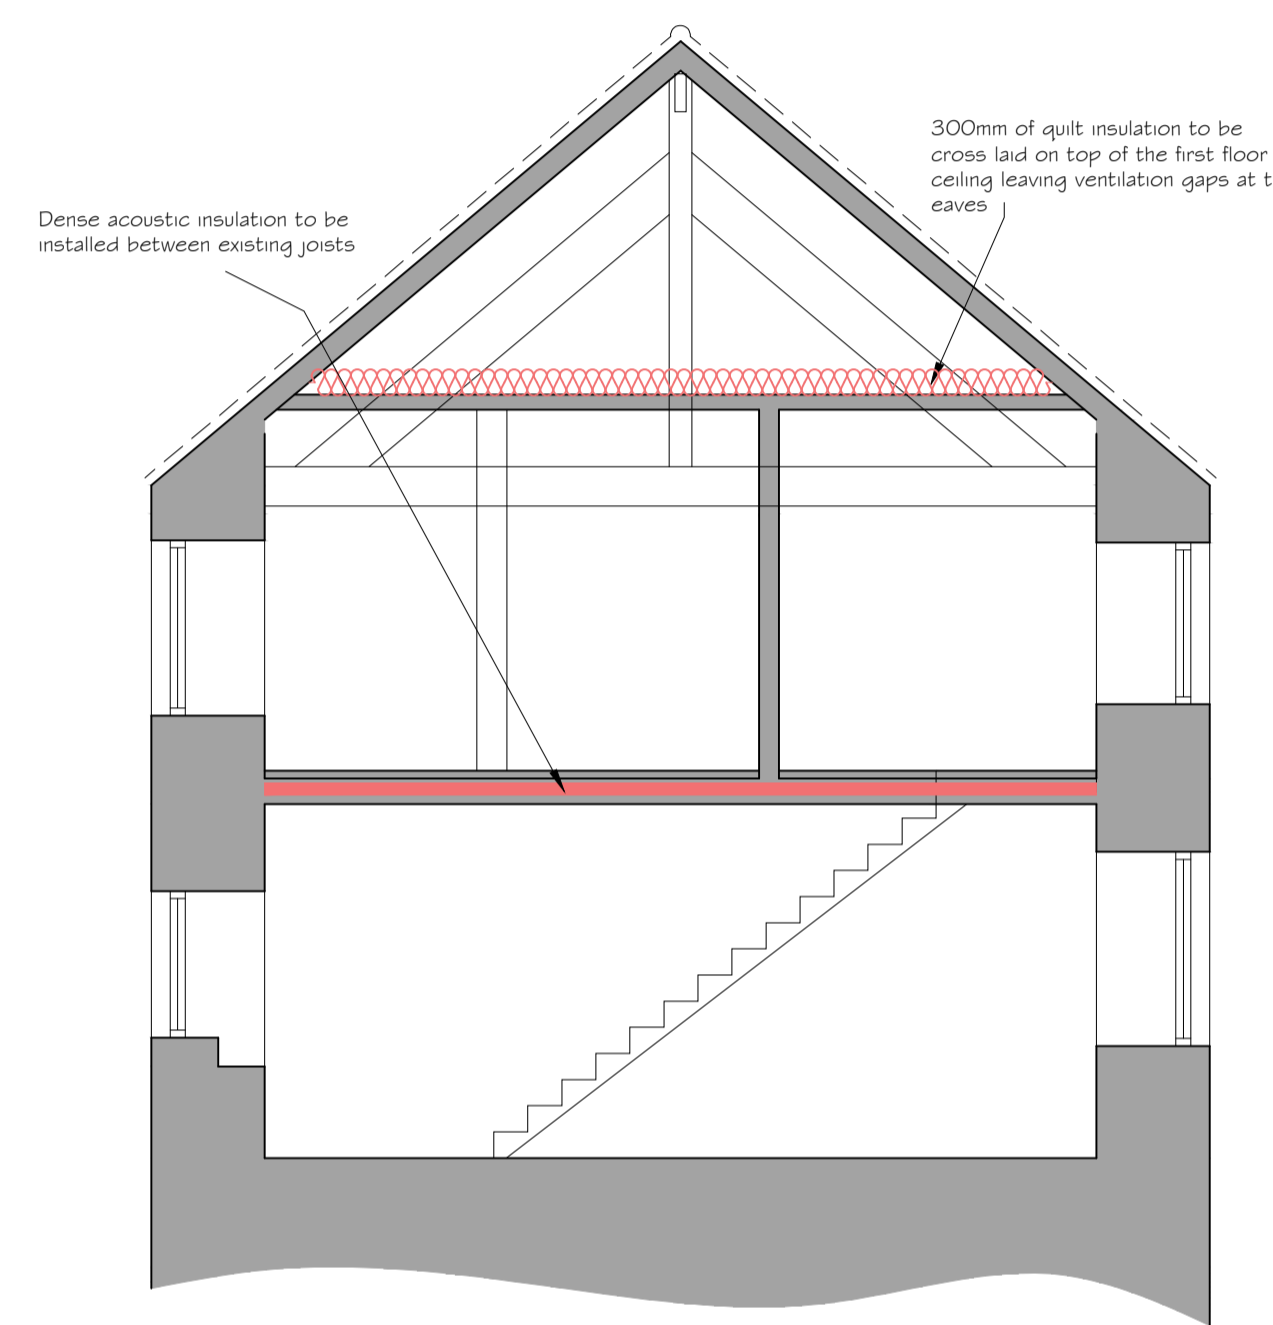 300mm of quilt insulation to be
cross laid on top of the first floor
ceiling leaving ventilation gaps at t
eaves
Dense acoustic insulation to be
installed between existing joists